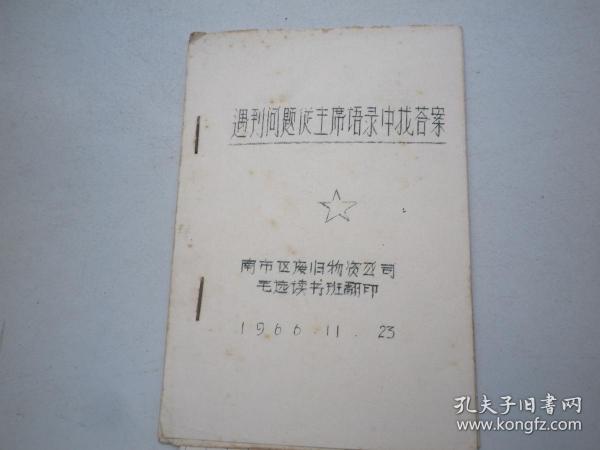 遇到问题従主席语录中找荅案
南市区废旧物资公司
毛选读书班翻印
1966.11.23
孔夫子旧书网
www.kongfz.com